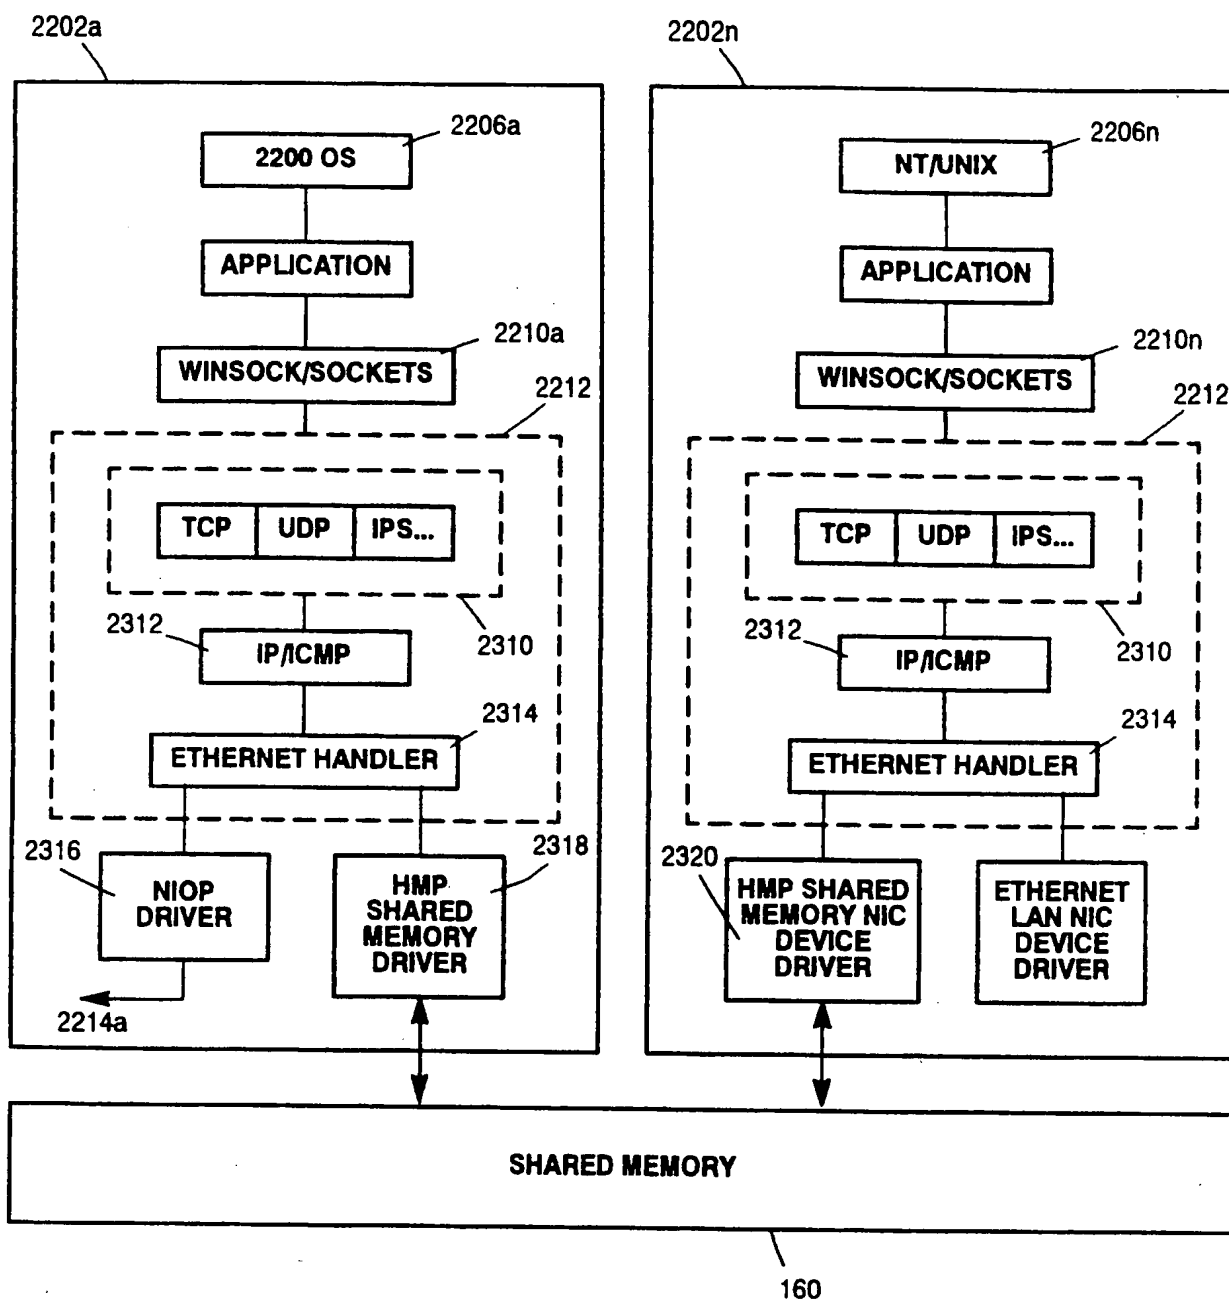 2202a
2206a
2200 OS
APPLICATION
2210a
WINSOCK/SOCKETS
2212
TCP UDP IPS...
2312
2310
IP/ICMP
2314
ETHERNET HANDLER
2316
NIOP
DRIVER
2214a
2318
HMP
SHARED
MEMORY
DRIVER
2202n
2206n
NT/UNIX
APPLICATION
2210n
WINSOCK/SOCKETS
2212
TCP UDP IPS...
2312
2310
IP/ICMP
2314
ETHERNET HANDLER
2320
HMP SHARED
MEMORY NIC
DEVICE
DRIVER
ETHERNET
LAN NIC
DEVICE
DRIVER
SHARED MEMORY
160